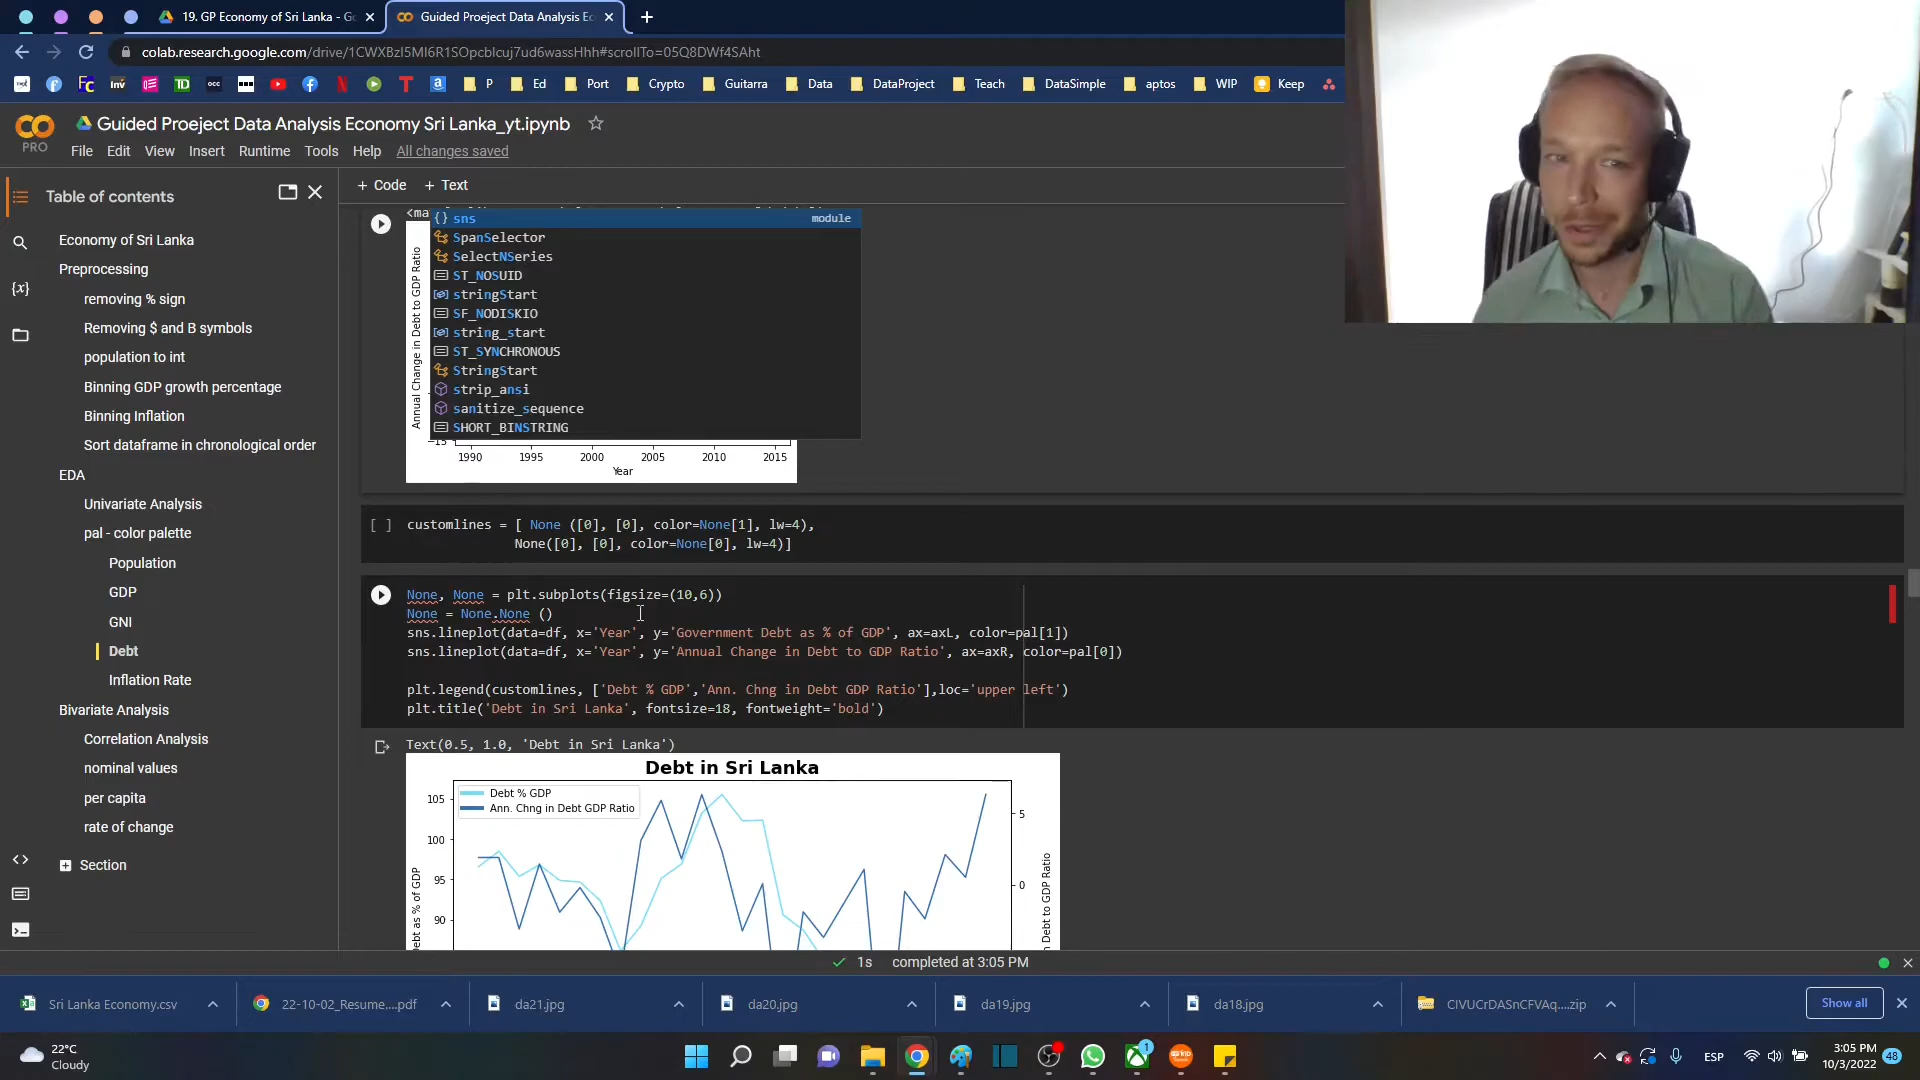 19. GP Economy of Sri Lanka - Go
Guided Proeject Data Analysis Ec
colab.research.google.com/drive/1CWXBzI5MI6R1SOpcblcuj7ud6wassHhh#scrollTo=05Q8DWf4SAht
P Ed Port Crypto Guitarra Data DataProject Teach DataSimple aptos WIP Keep
CO
PRO
Guided Proeject Data Analysis Economy Sri Lanka_yt.ipynb
File Edit View Insert Runtime Tools Help All changes saved
Table of contents
+ Code + Text
Economy of Sri Lanka
Preprocessing
removing % sign
Removing $ and B symbols
population to int
Binning GDP growth percentage
Binning Inflation
Sort dataframe in chronological order
EDA
Univariate Analysis
pal - color palette
Population
GDP
GNI
Debt
Inflation Rate
Bivariate Analysis
Correlation Analysis
nominal values
per capita
rate of change
Section
<ma
sns module
SpanSelector
SelectNSeries
ST_NOSUID
stringStart
SF_NODISKIO
string_start
ST_SYNCHRONOUS
StringStart
strip_ansi
sanitize_sequence
SHORT_BINSTRING
Annual Change in Debt to GDP Ratio
−15
1990 1995 2000 2005 2010 2015
Year
[ ] customlines = [ None ([0], [0], color=None[1], lw=4),
None([0], [0], color=None[0], lw=4)]
None, None = plt.subplots(figsize=(10,6))
None = None.None ()
sns.lineplot(data=df, x='Year', y='Government Debt as % of GDP', ax=axL, color=pal[1])
sns.lineplot(data=df, x='Year', y='Annual Change in Debt to GDP Ratio', ax=axR, color=pal[0])
plt.legend(customlines, ['Debt % GDP','Ann. Chng in Debt GDP Ratio'],loc='upper left')
plt.title('Debt in Sri Lanka', fontsize=18, fontweight='bold')
Text(0.5, 1.0, 'Debt in Sri Lanka')
Debt in Sri Lanka
Debt % GDP
Ann. Chng in Debt GDP Ratio
105
100
95
90
5
0
ebt as % of GDP
n Debt to GDP Ratio
1s completed at 3:05 PM
Sri Lanka Economy.csv
22-10-02_Resume....pdf
da21.jpg
da20.jpg
da19.jpg
da18.jpg
CIVUCrDASnCFVAq....zip
Show all
22°C
Cloudy
ESP
3:05 PM
10/3/2022
48